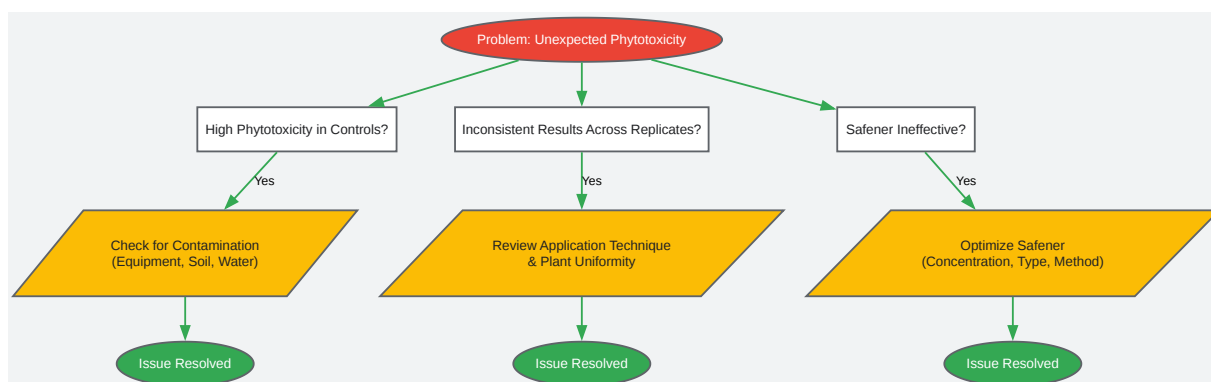 Problem: Unexpected Phytotoxicity
High Phytotoxicity in Controls?
Inconsistent Results Across Replicates?
Safener Ineffective?
Yes
Yes
Yes
Check for Contamination
(Equipment, Soil, Water)
Review Application Technique
& Plant Uniformity
Optimize Safener
(Concentration, Type, Method)
Issue Resolved
Issue Resolved
Issue Resolved